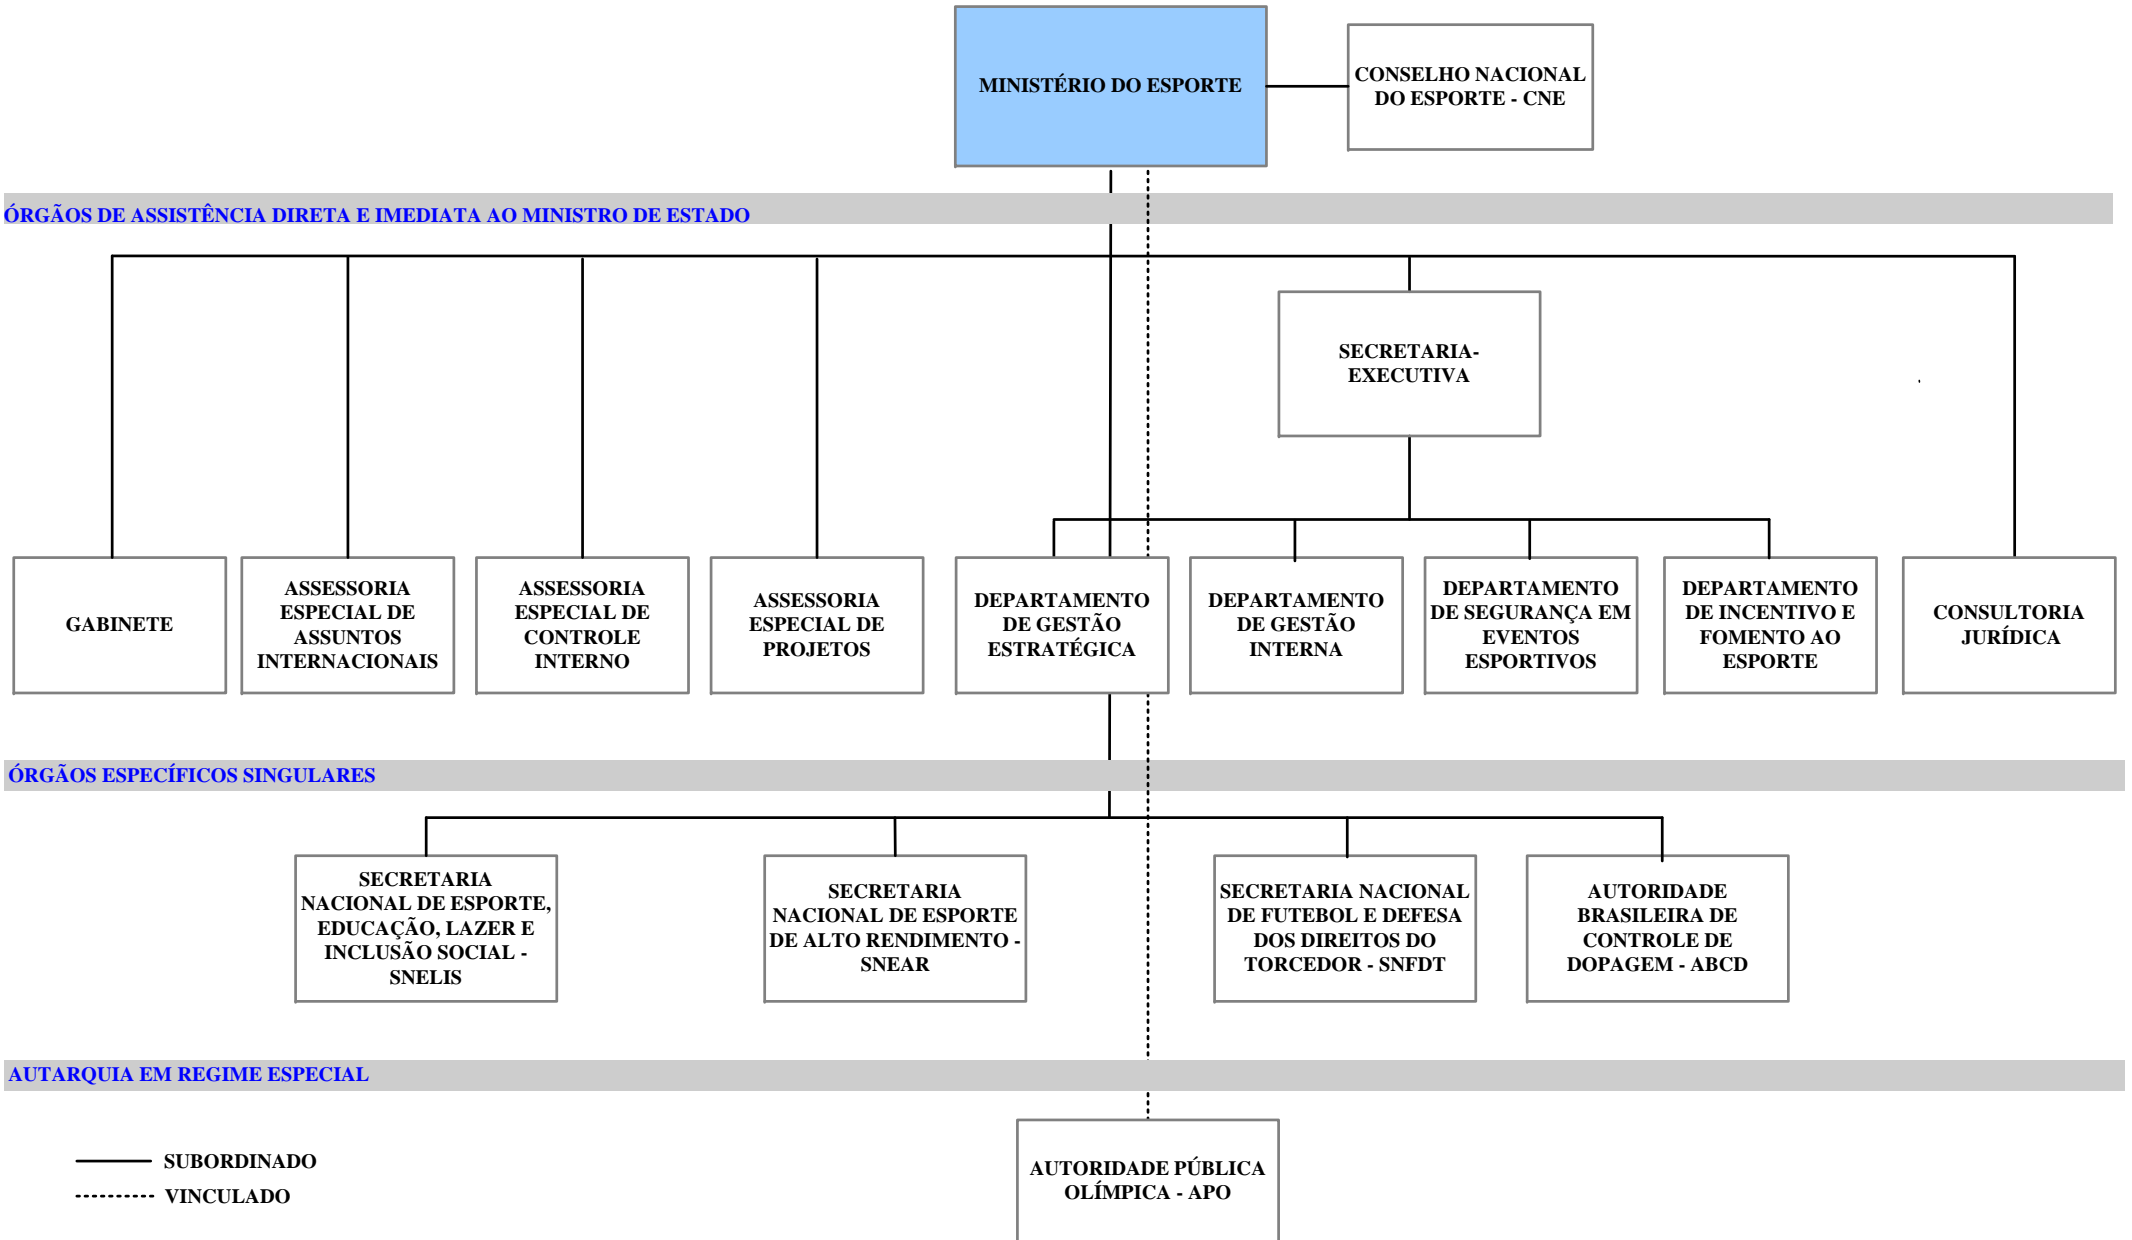 MINISTÉRIO DO ESPORTE
CONSELHO NACIONAL
DO ESPORTE - CNE
ÓRGÃOS DE ASSISTÊNCIA DIRETA E IMEDIATA AO MINISTRO DE ESTADO
SECRETARIA-
EXECUTIVA
GABINETE
ASSESSORIA
ESPECIAL DE
ASSUNTOS
INTERNACIONAIS
ASSESSORIA
ESPECIAL DE
CONTROLE
INTERNO
ASSESSORIA
ESPECIAL DE
PROJETOS
DEPARTAMENTO
DE GESTÃO
ESTRATÉGICA
DEPARTAMENTO
DE GESTÃO
INTERNA
DEPARTAMENTO
DE SEGURANÇA EM
EVENTOS
ESPORTIVOS
DEPARTAMENTO
DE INCENTIVO E
FOMENTO AO
ESPORTE
CONSULTORIA
JURÍDICA
ÓRGÃOS ESPECÍFICOS SINGULARES
SECRETARIA
NACIONAL DE ESPORTE,
EDUCAÇÃO, LAZER E
INCLUSÃO SOCIAL -
SNELIS
SECRETARIA
NACIONAL DE ESPORTE
DE ALTO RENDIMENTO -
SNEAR
SECRETARIA NACIONAL
DE FUTEBOL E DEFESA
DOS DIREITOS DO
TORCEDOR - SNFDT
AUTORIDADE
BRASILEIRA DE
CONTROLE DE
DOPAGEM - ABCD
AUTARQUIA EM REGIME ESPECIAL
SUBORDINADO
VINCULADO
AUTORIDADE PÚBLICA
OLÍMPICA - APO